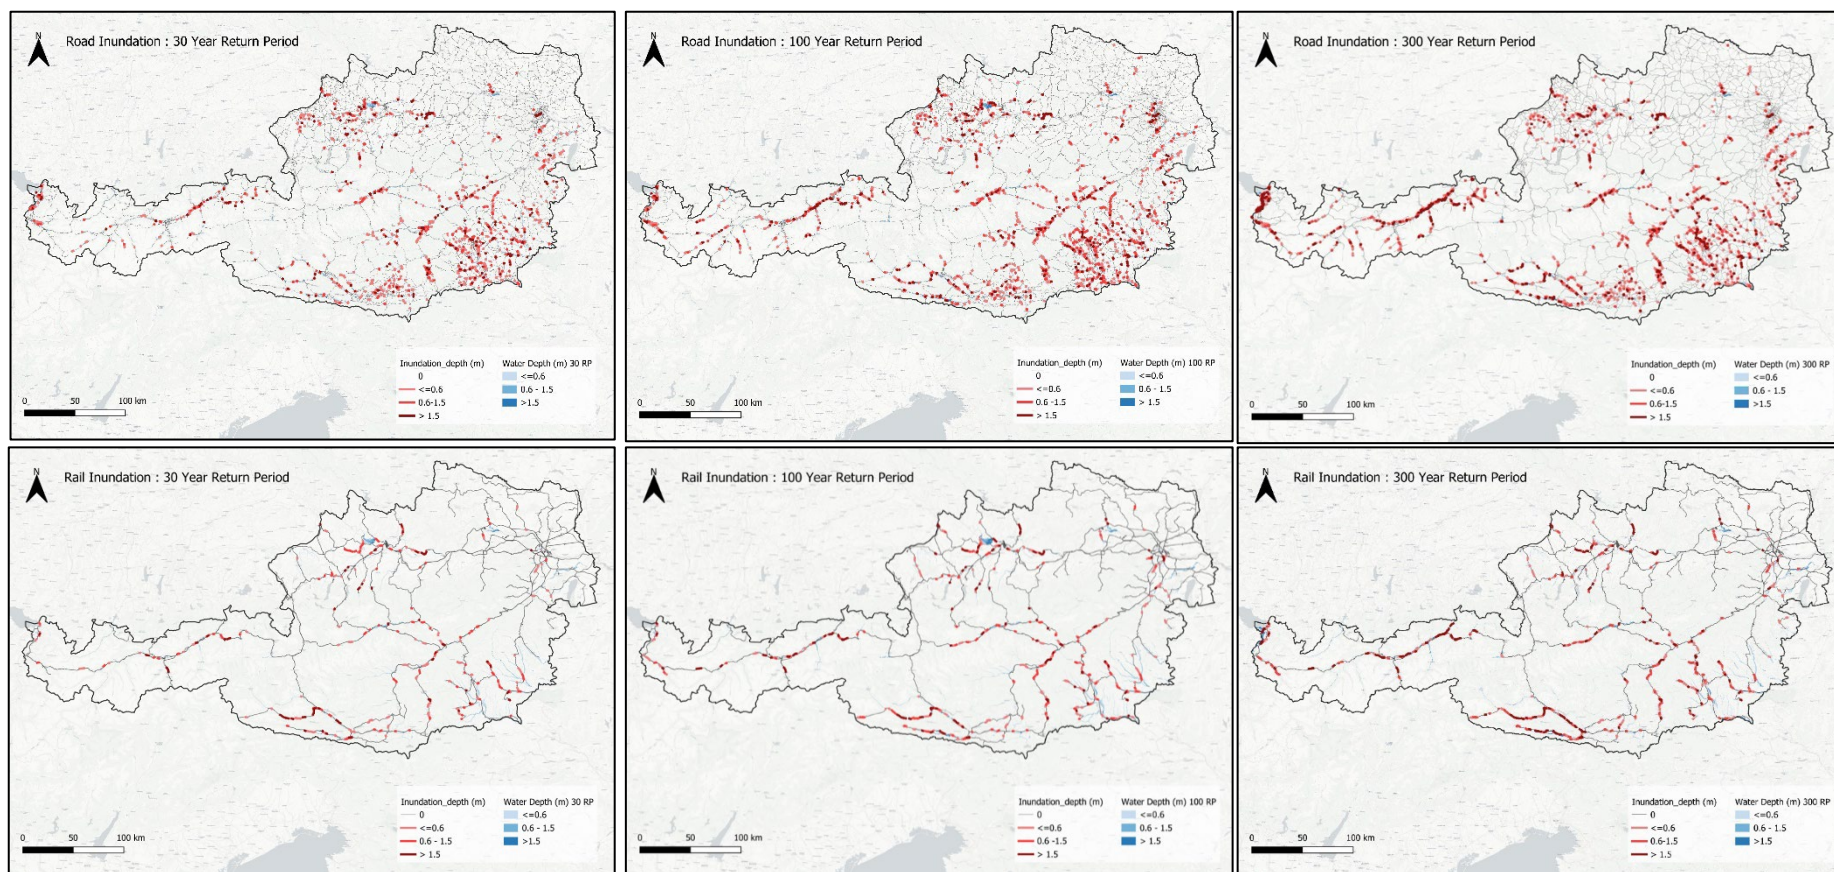 N
Road Inundation : 30 Year Return Period
Inundation_depth (m) Water Depth (m) 30 RP
0 <=0.6
<=0.6 0.6 - 1.5
0.6-1.5 >1.5
> 1.5
0 50 100 km
N
Road Inundation : 100 Year Return Period
Inundation_depth (m) Water Depth (m) 100 RP
0 <=0.6
<=0.6 0.6 - 1.5
0.6 -1.5 >1.5
> 1.5
0 50 100 km
N
Road Inundation : 300 Year Return Period
Inundation_depth (m) Water Depth (m) 300 RP
0 <=0.6
<=0.6 0.6 - 1.5
0.6-1.5 >1.5
> 1.5
0 50 100 km
N
Rail Inundation : 30 Year Return Period
Inundation_depth (m) Water Depth (m) 30 RP
0 <=0.6
<=0.6 0.6 - 1.5
0.6 - 1.5 >1.5
> 1.5
0 50 100 km
N
Rail Inundation : 100 Year Return Period
Inundation_depth (m) Water Depth (m) 100 RP
0 <=0.6
<=0.6 0.6 - 1.5
0.6 -1.5 >1.5
> 1.5
0 50 100 km
N
Rail Inundation : 300 Year Return Period
Inundation_depth (m) Water Depth (m) 300 RP
0 <=0.6
<=0.6 0.6 - 1.5
0.6-1.5 >1.5
> 1.5
0 50 100 km